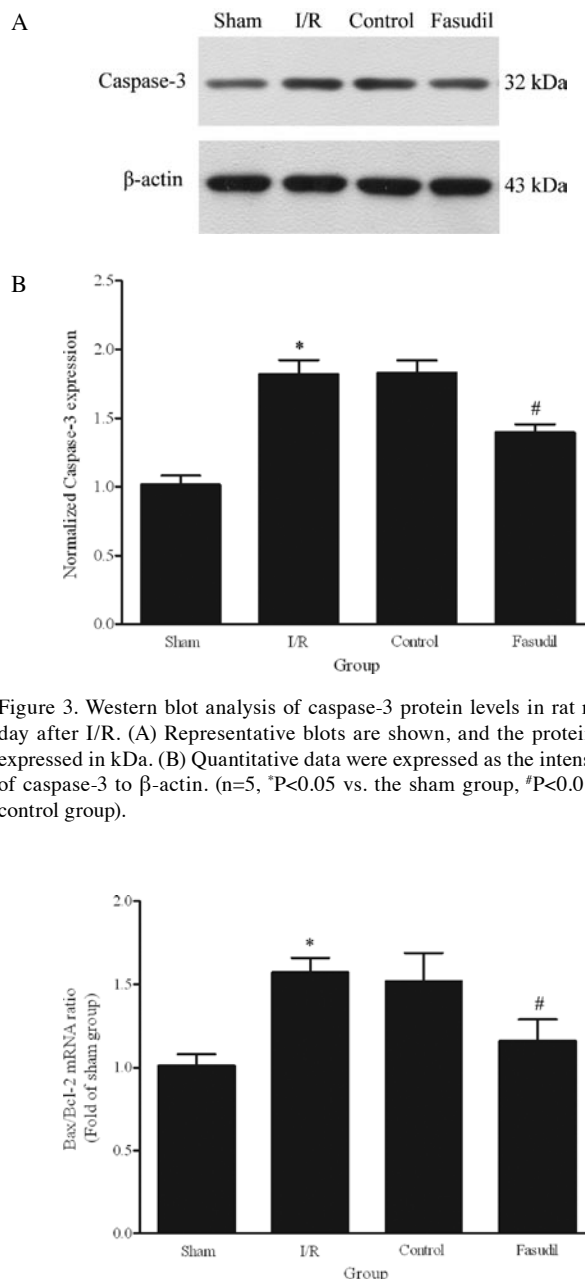 A
Sham I/R Control Fasudil
Caspase-3 32 kDa
β-actin 43 kDa
B
Normalized Caspase-3 expression
2.5
2.0
1.5
1.0
0.5
0.0
*
#
Sham I/R Control Fasudil
Group
Figure 3. Western blot analysis of caspase-3 protein levels in rat
day after I/R. (A) Representative blots are shown, and the protein
expressed in kDa. (B) Quantitative data were expressed as the
of caspase-3 to β-actin. (n=5, *P<0.05 vs. the sham group,
control group).
Bax/Bcl-2 mRNA ratio
(Fold of sham group)
2.0
1.5
1.0
0.5
0.0
*
#
Sham I/R Control Fasudil
Group